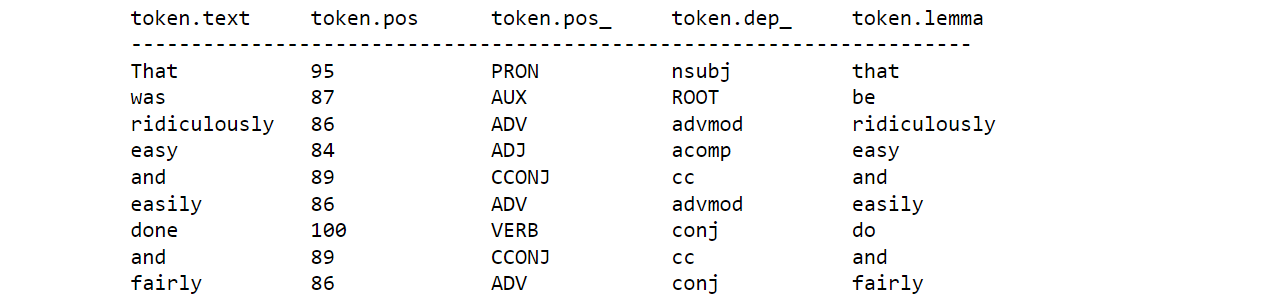 token.text     token.pos      token.pos_     token.dep_     token.lemma
----------------------------------------------------------------------
That           95             PRON           nsubj          that
was            87             AUX            ROOT           be
ridiculously   86             ADV            advmod         ridiculously
easy           84             ADJ            acomp          easy
and            89             CCONJ          cc             and
easily         86             ADV            advmod         easily
done           100            VERB           conj           do
and            89             CCONJ          cc             and
fairly         86             ADV            conj           fairly